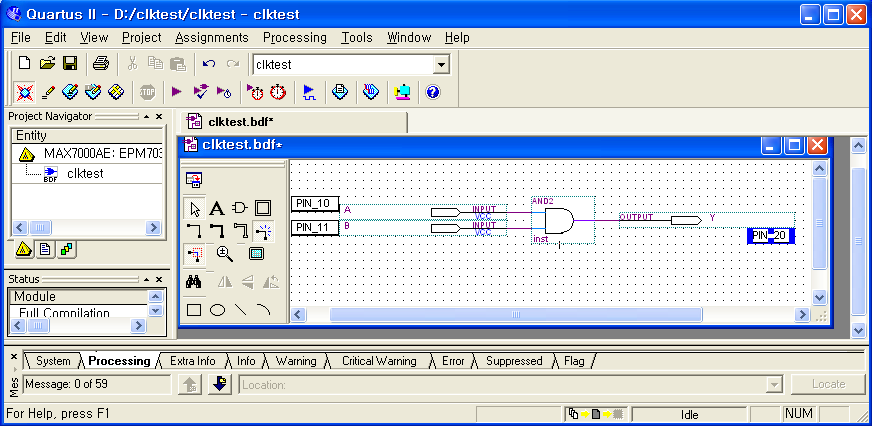 Quartus II - D:/clktest/clktest - clktest
File Edit View Project Assignments Processing Tools Window Help
clktest
STOP
Project Navigator
Entity
MAX7000AE: EPM703
BDF clktest
Status
Module
Full Compilation
clktest.bdf*
clktest.bdf*
PIN_10 A INPUT VCC
PIN_11 B INPUT VCC
AND2
inst
OUTPUT Y
PIN_20
System Processing Extra Info Info Warning Critical Warning Error Suppressed Flag
Mes
Message: 0 of 59 Location: Locate
For Help, press F1 Idle NUM